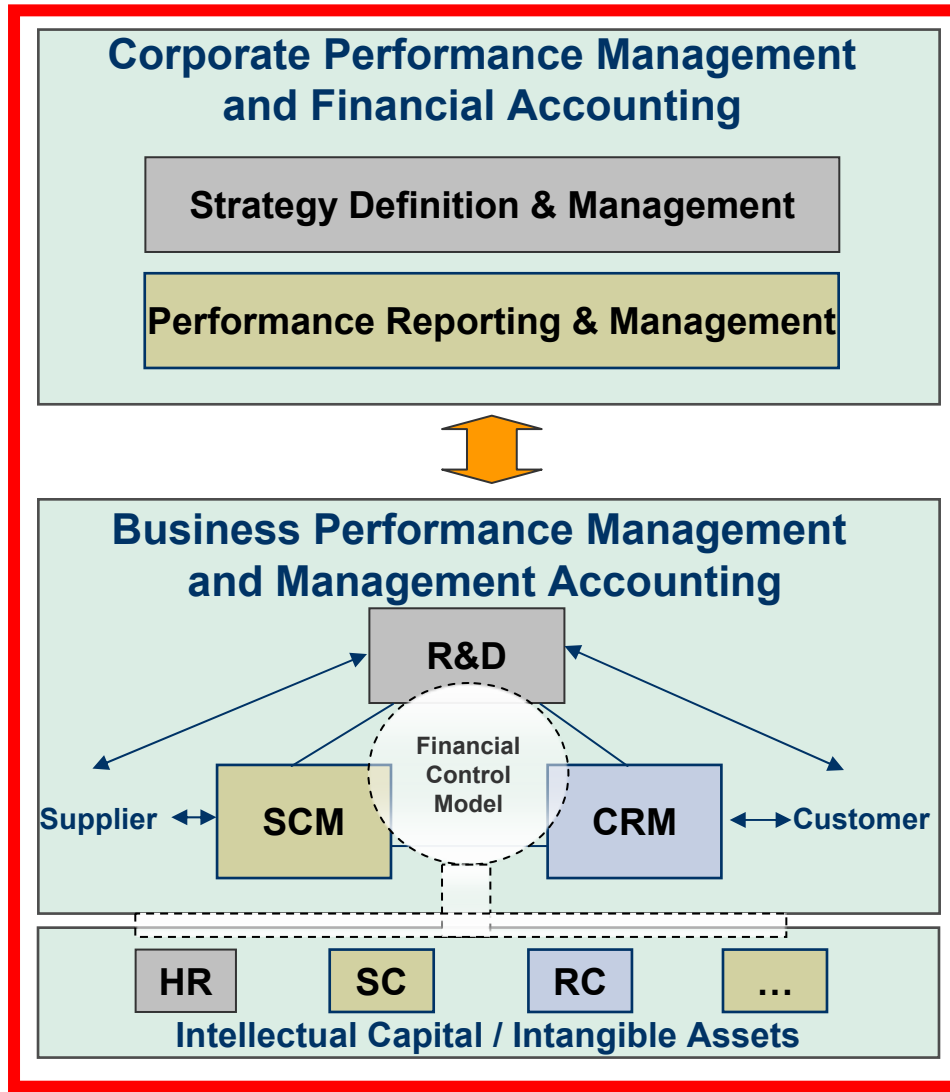 Corporate Performance Management
and Financial Accounting
Strategy Definition & Management
Performance Reporting & Management
Business Performance Management
and Management Accounting
R&D
Financial
Control
Model
Supplier
SCM
CRM
Customer
HR
SC
RC
...
Intellectual Capital / Intangible Assets